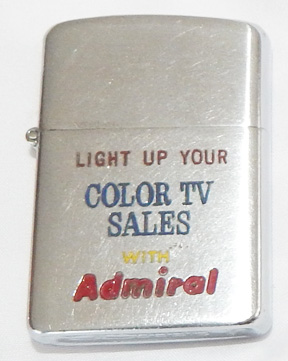 LIGHT UP YOUR
COLOR TV
SALES
WITH
Admiral